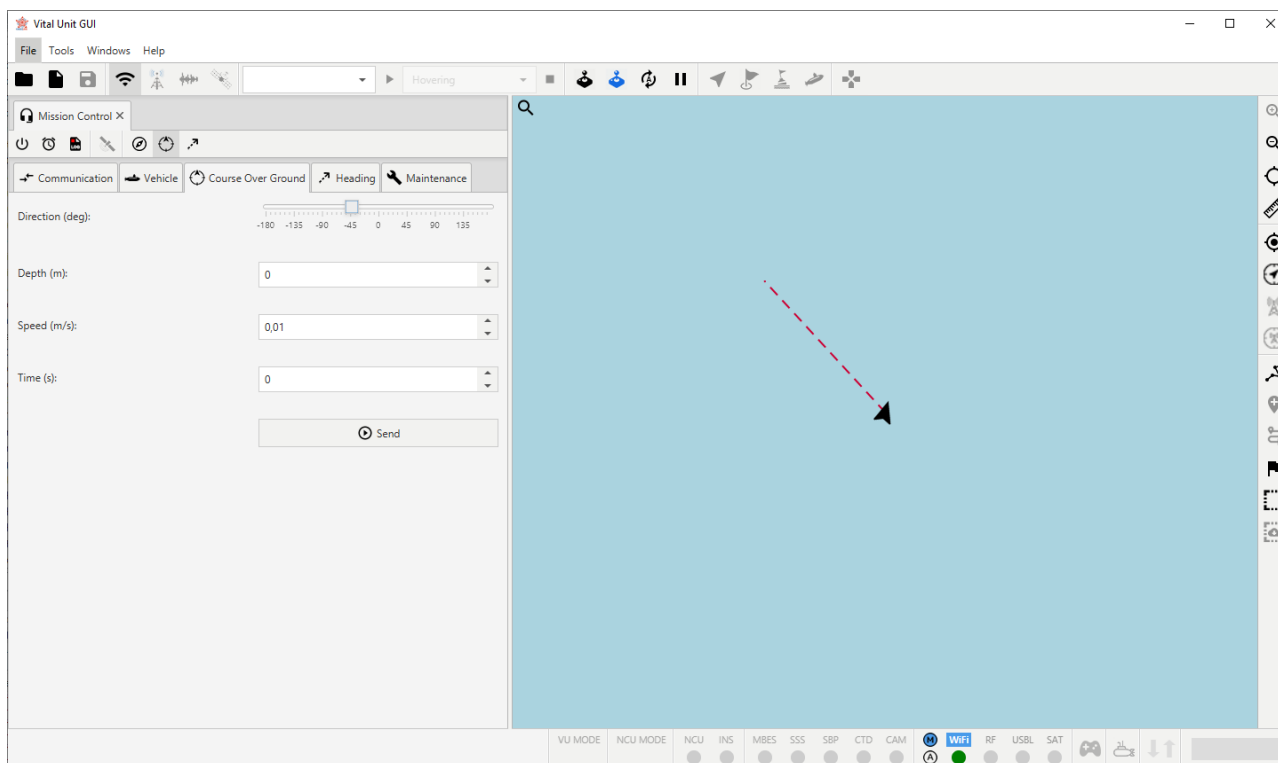 Vital Unit GUI
File Tools Windows Help
Hovering
Mission Control
Communication Vehicle Course Over Ground Heading Maintenance
Direction (deg):
-180 -135 -90 -45 0 45 90 135
Depth (m): 0
Speed (m/s): 0,01
Time (s): 0
Send
VU MODE NCU MODE NCU INS MBES SSS SBP CTD CAM M WiFi RF USBL SAT
A